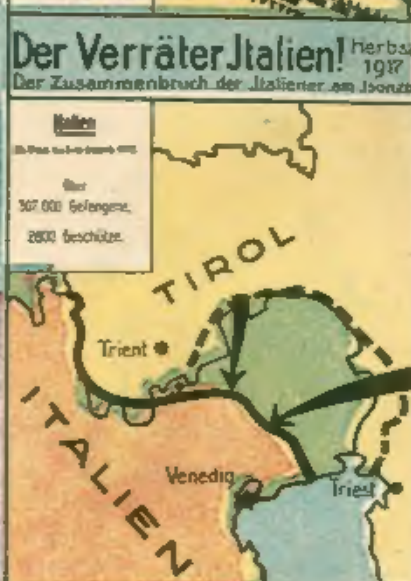 Der Verräter Jtalien! Herbst
1917
Der Zusammenbruch der Jtaliener am Jsonzo
Italien
Über
307 000 Gefangene,
2800 Geschütze.
TIROL
Trient
ITALIEN
Venedig
Triest